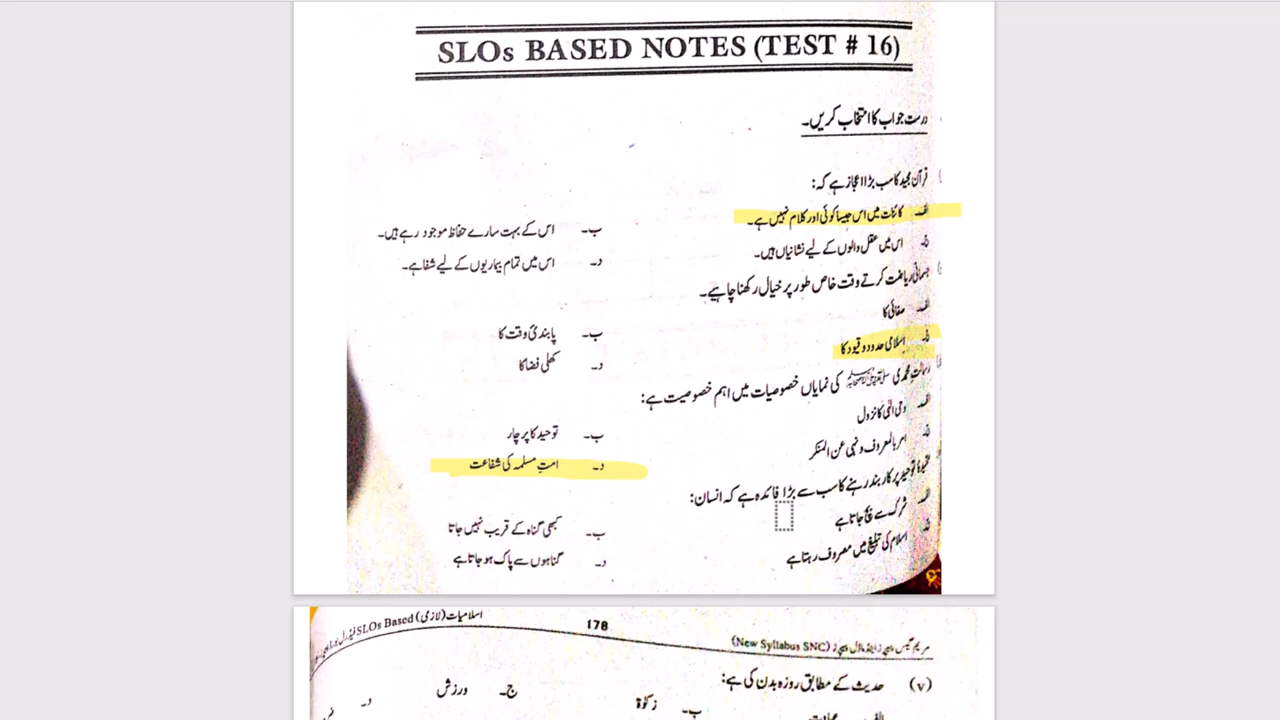 SLOs BASED NOTES (TEST # 16)
درست جواب کا انتخاب کریں۔
قرآن مجید کا سب بڑا اعجاز ہے کہ:
الف۔ کائنات میں اس جیسا کوئی اور کلام نہیں ہے۔ ب۔ اس کے بہت سارے حفاظ موجود رہے ہیں۔
ج۔ اس میں عقل والوں کے لیے نشانیاں ہیں۔ د۔ اس میں تمام بیماریوں کے لیے شفا ہے۔
جسمانی ریاضت کرتے وقت خاص طور پر خیال رکھنا چاہیے۔
الف۔ صفائی کا ب۔ پابندیٔ وقت کا
ج۔ اسلامی حدود و قیود کا د۔ کھلی فضا کا
رسالتِ محمدی کی نمایاں خصوصیات میں اہم خصوصیت ہے:
الف۔ وحی الٰہی کا نزول ب۔ توحید کا پرچار
ج۔ امر بالمعروف و نہی عن المنکر د۔ امتِ مسلمہ کی شفاعت
عقیدۂ توحید پر کار بند رہنے کا سب سے بڑا فائدہ ہے کہ انسان:
الف۔ شرک سے بچ جاتا ہے ب۔ کبھی گناہ کے قریب نہیں جاتا
ج۔ اسلام کی تبلیغ میں معروف رہتا ہے د۔ گناہوں سے پاک ہو جاتا ہے
اسلامیات (لازمی) SLOs Based
178
(New Syllabus SNC)
(v) حدیث کے مطابق روزہ بدن کی ہے:
ب۔ زکوٰۃ ج۔ ورزش د۔